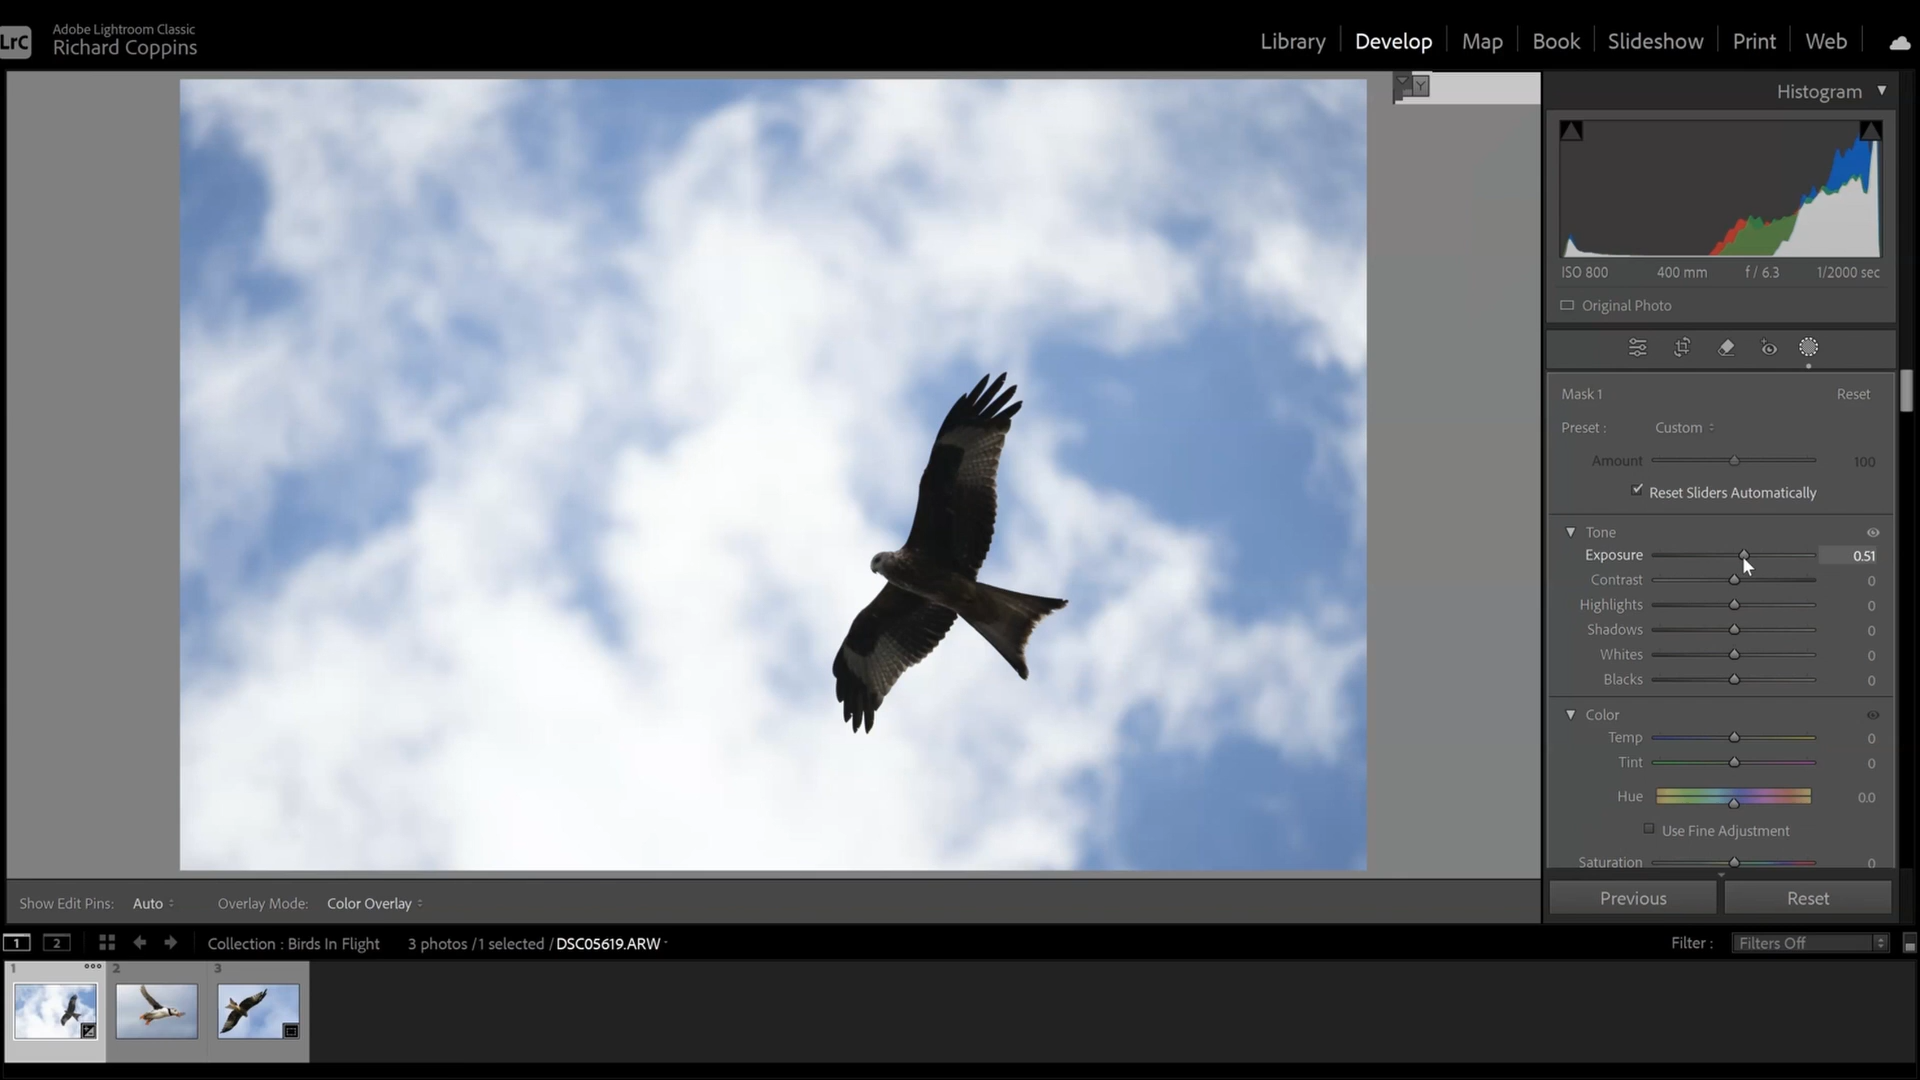 LrC
Adobe Lightroom Classic
Richard Coppins
Library
Develop
Map
Book
Slideshow
Print
Web
Y
Histogram
ISO 800 400 mm f / 6.3 1/2000 sec
Original Photo
Mask 1 Reset
Preset : Custom
Amount 100
Reset Sliders Automatically
Tone
Exposure 0.51
Contrast 0
Highlights 0
Shadows 0
Whites 0
Blacks 0
Color
Temp 0
Tint 0
Hue 0.0
Use Fine Adjustment
Saturation 0
Previous Reset
Show Edit Pins: Auto Overlay Mode: Color Overlay
1 2 Collection : Birds In Flight 3 photos /1 selected /DSC05619.ARW
Filter : Filters Off
1 2 3